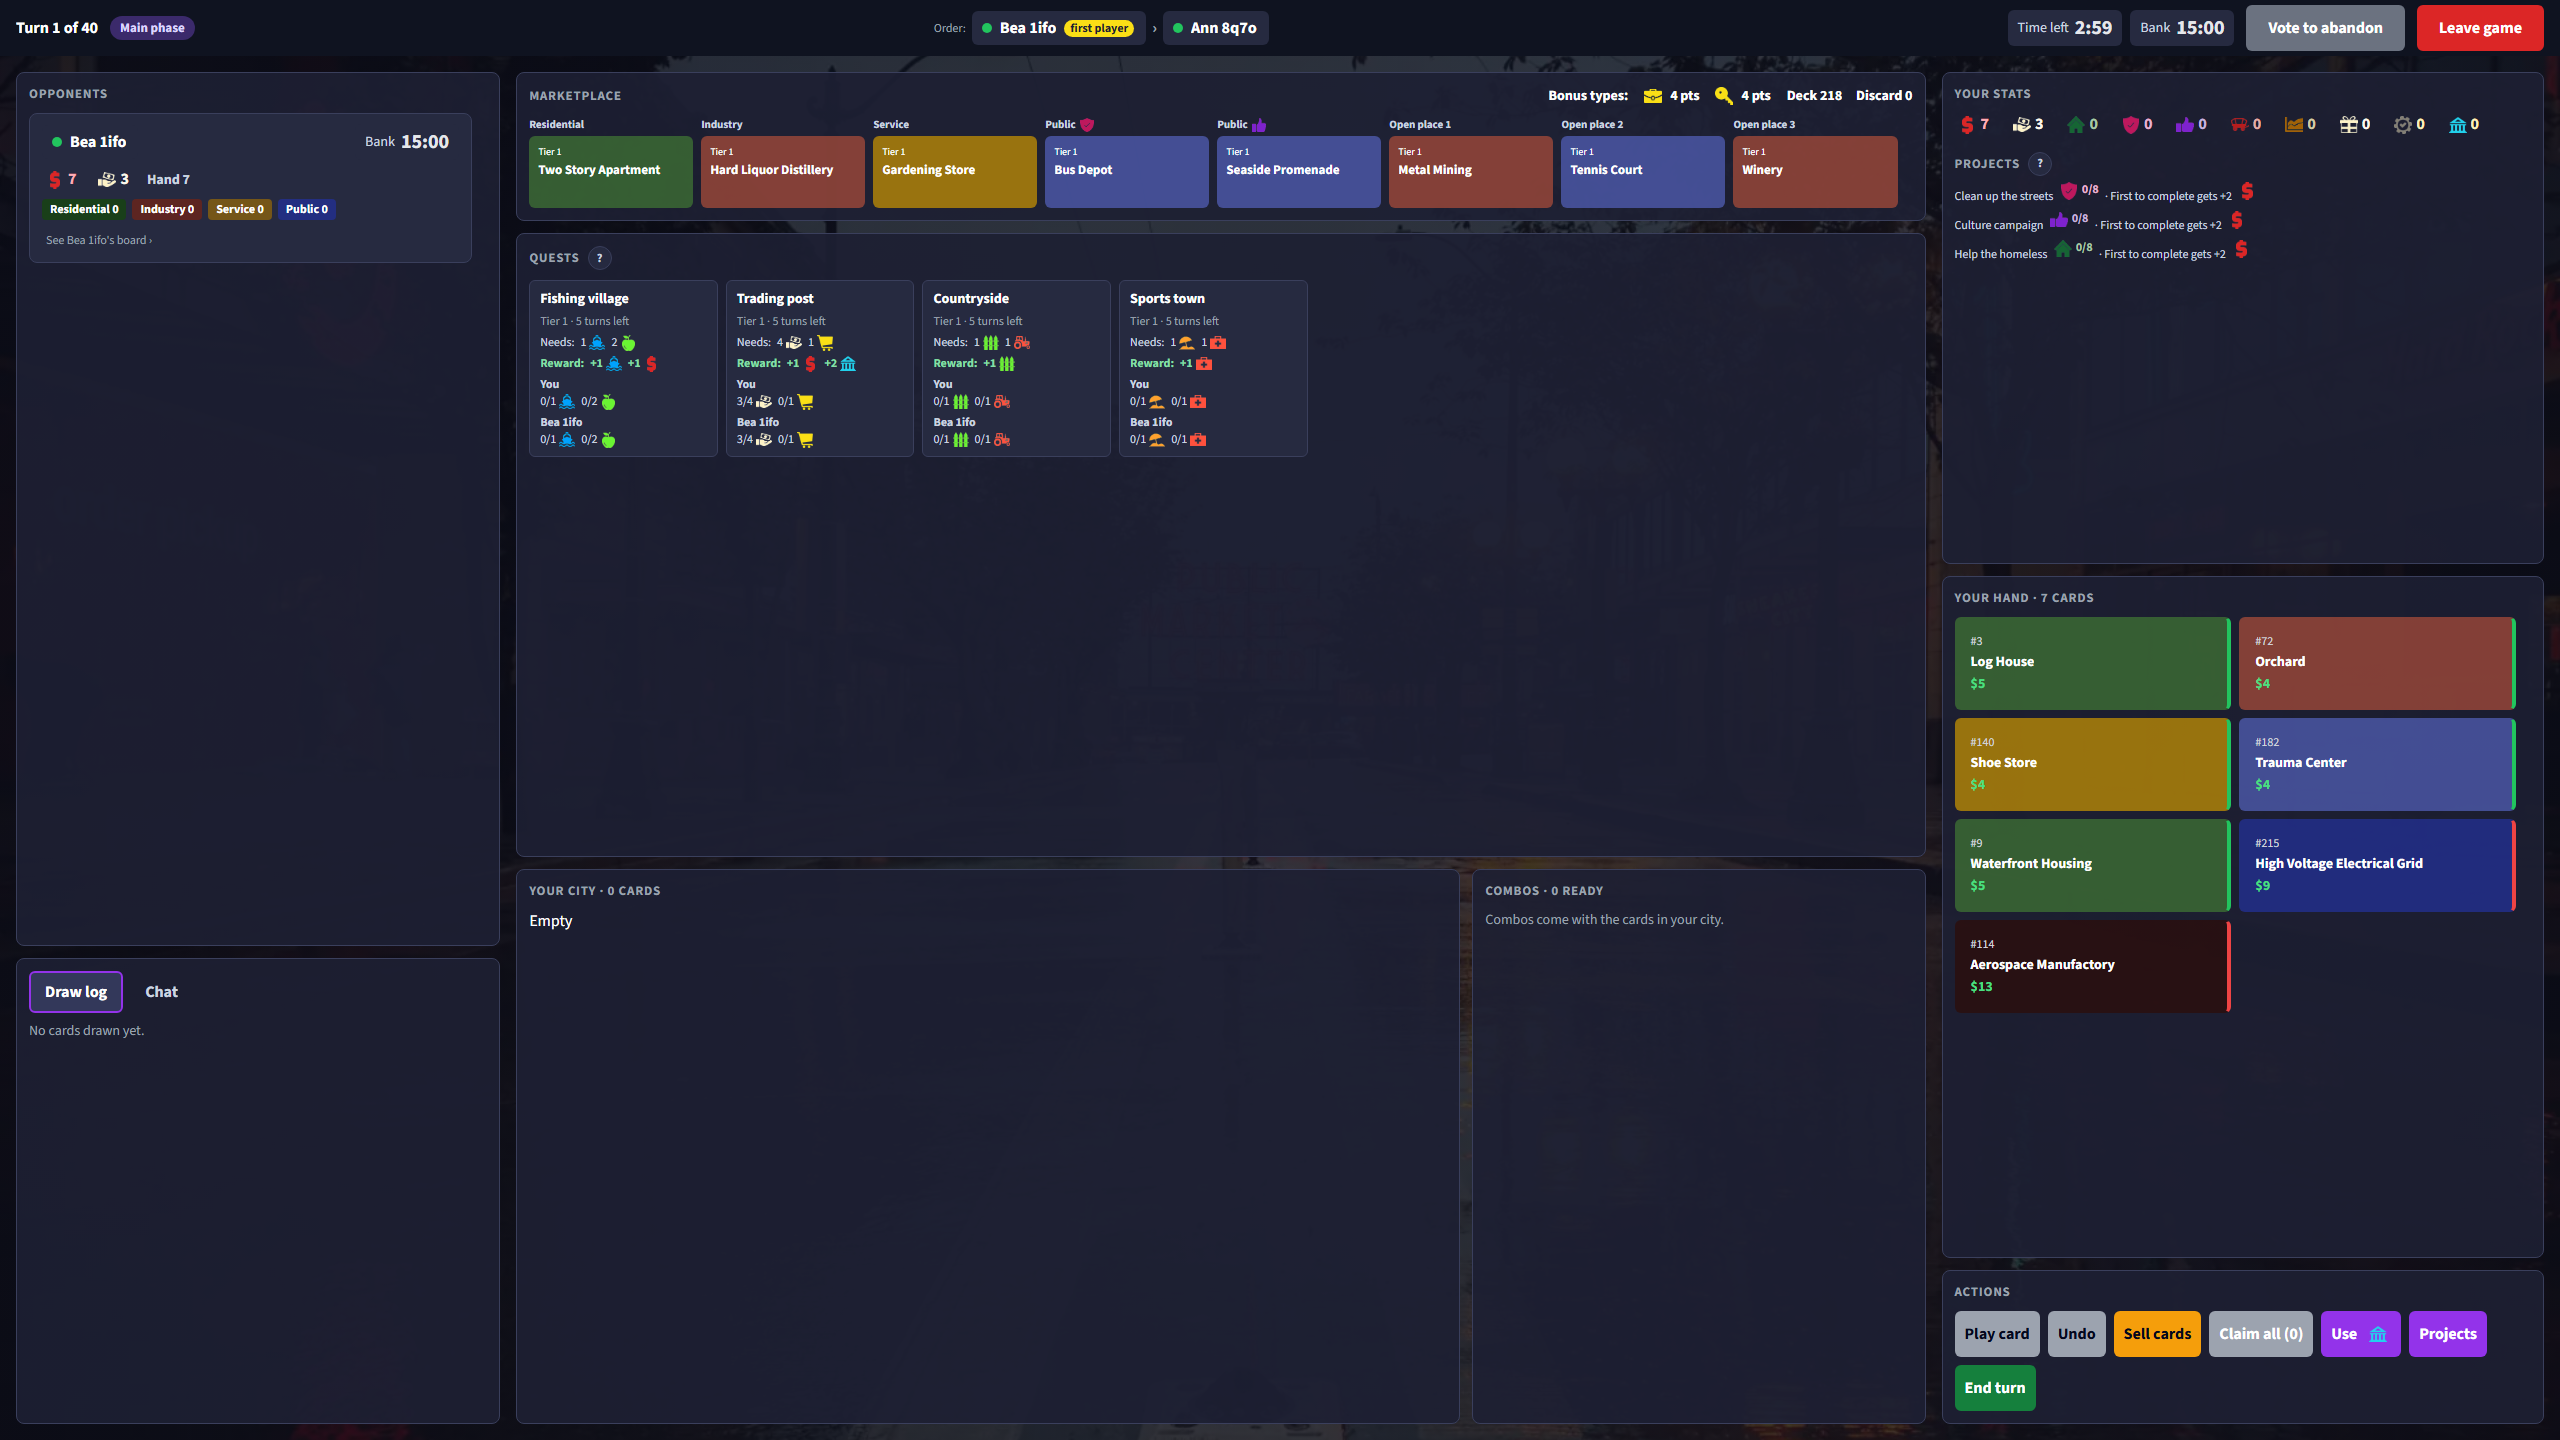 Turn 1 of 40 Main phase
Order: Bea 1ifo first player › Ann 8q7o
Time left 2:59 Bank 15:00 Vote to abandon Leave game
OPPONENTS
Bea 1ifo Bank 15:00
7 3 Hand 7
Residential 0 Industry 0 Service 0 Public 0
See Bea 1ifo's board ›
Draw log Chat
No cards drawn yet.
MARKETPLACE Bonus types: 4 pts 4 pts Deck 218 Discard 0
Residential Industry Service Public Public Open place 1 Open place 2 Open place 3
Tier 1 Tier 1 Tier 1 Tier 1 Tier 1 Tier 1 Tier 1 Tier 1
Two Story Apartment Hard Liquor Distillery Gardening Store Bus Depot Seaside Promenade Metal Mining Tennis Court Winery
QUESTS ?
Fishing village
Tier 1 · 5 turns left
Needs: 1 2
Reward: +1 +1
You
0/1 0/2
Bea 1ifo
0/1 0/2
Trading post
Tier 1 · 5 turns left
Needs: 4 1
Reward: +1 +2
You
3/4 0/1
Bea 1ifo
3/4 0/1
Countryside
Tier 1 · 5 turns left
Needs: 1 1
Reward: +1
You
0/1 0/1
Bea 1ifo
0/1 0/1
Sports town
Tier 1 · 5 turns left
Needs: 1 1
Reward: +1
You
0/1 0/1
Bea 1ifo
0/1 0/1
YOUR CITY · 0 CARDS
Empty
COMBOS · 0 READY
Combos come with the cards in your city.
YOUR STATS
$ 7 3 0 0 0 0 0 0 0 0
PROJECTS ?
Clean up the streets 0/8 · First to complete gets +2 $
Culture campaign 0/8 · First to complete gets +2 $
Help the homeless 0/8 · First to complete gets +2 $
YOUR HAND · 7 CARDS
#3
Log House
$5
#72
Orchard
$4
#140
Shoe Store
$4
#182
Trauma Center
$4
#9
Waterfront Housing
$5
#215
High Voltage Electrical Grid
$9
#114
Aerospace Manufactory
$13
ACTIONS
Play card Undo Sell cards Claim all (0) Use Projects
End turn